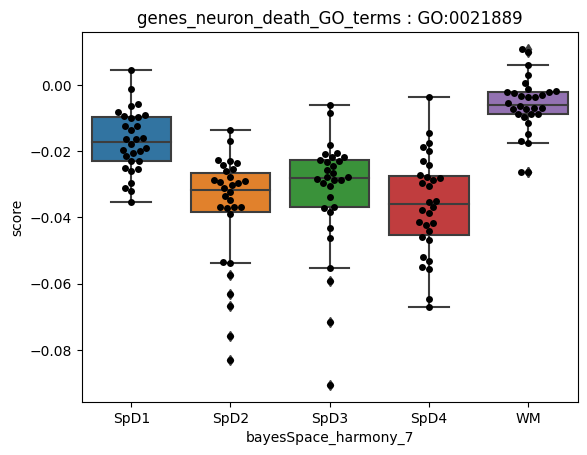 genes_neuron_death_GO_terms : GO:0021889
0.00
−0.02
−0.04
−0.06
−0.08
score
SpD1 SpD2 SpD3 SpD4 WM
bayesSpace_harmony_7